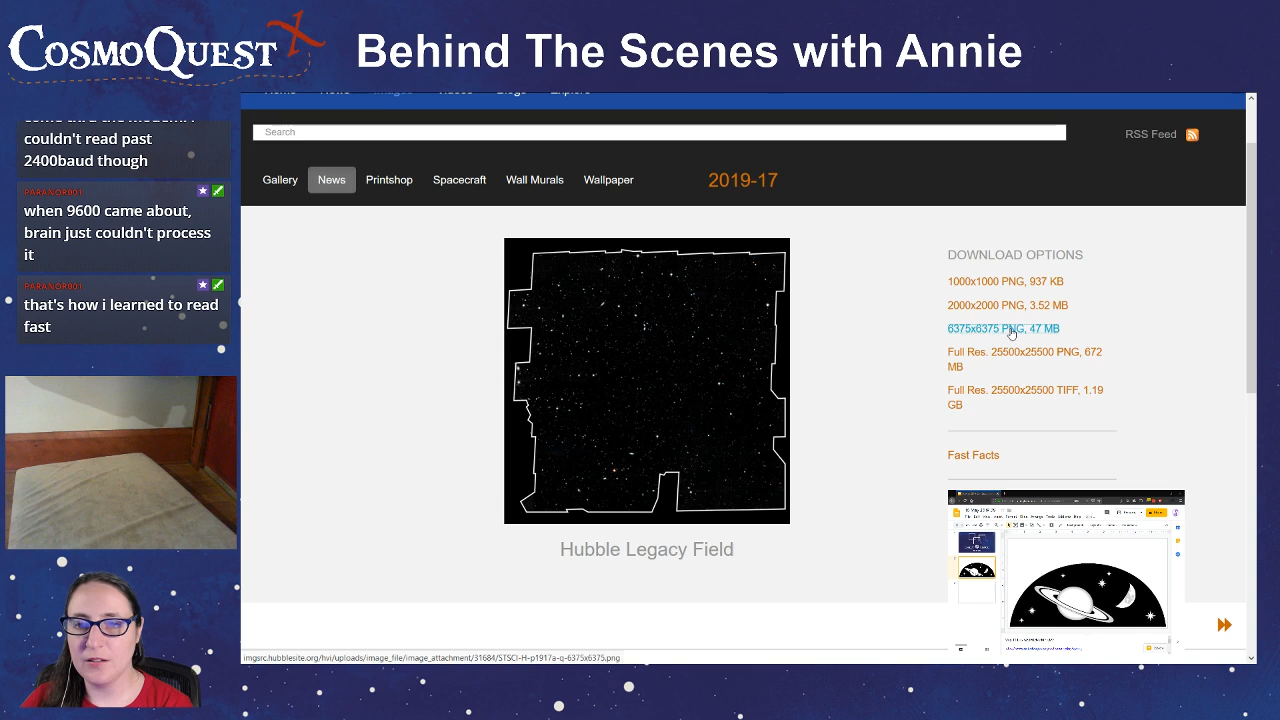 COSMOQUEST X
Behind The Scenes with Annie
couldn't read past
2400baud though
PARANOR001
when 9600 came about,
brain just couldn't process
it
PARANOR001
that's how i learned to read
fast
Search
RSS Feed
Gallery
News
Printshop
Spacecraft
Wall Murals
Wallpaper
2019-17
Hubble Legacy Field
DOWNLOAD OPTIONS
1000x1000 PNG, 937 KB
2000x2000 PNG, 3.52 MB
6375x6375 PNG, 47 MB
Full Res. 25500x25500 PNG, 672
MB
Full Res. 25500x25500 TIFF, 1.19
GB
Fast Facts
imgsrc.hubblesite.org/hvi/uploads/image_file/image_attachment/31684/STSCI-H-p1917a-q-6375x6375.png